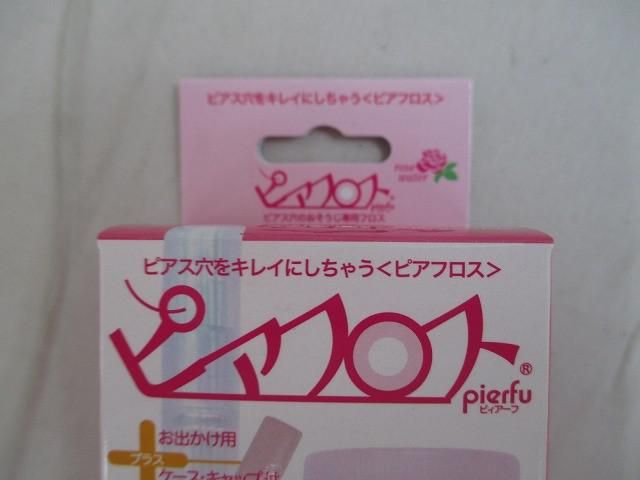 ピアス穴をキレイにしちゃう<ピアフロス>
rose
water
ピアフロス
pierfu
ピアス穴のおそうじ専用フロス
ピアス穴をキレイにしちゃう<ピアフロス>
ピアフロス®
pierfu
ピィアーフ
お出かけ用
プラス
ケース・キャップ付